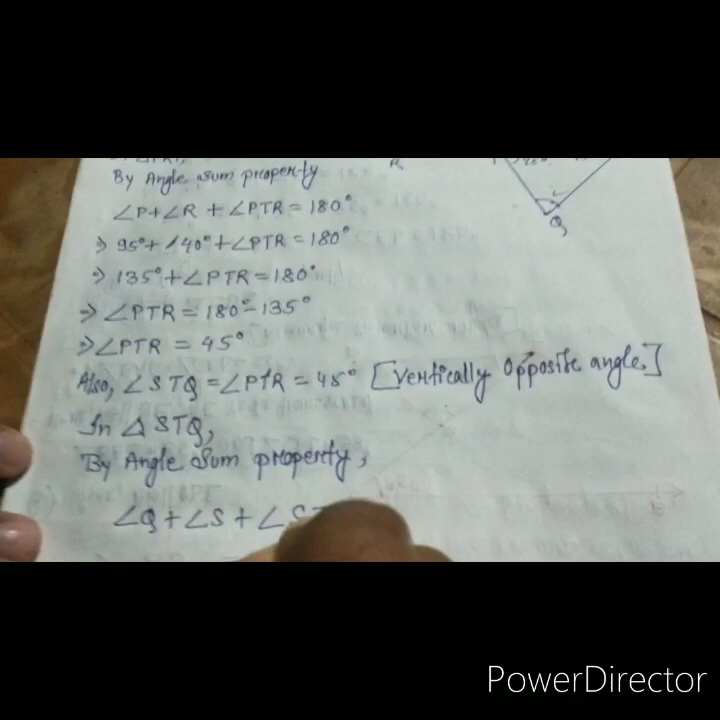 By Angle sum property
∠P+∠R + ∠PTR = 180°
⇒ 95°+ 40° + ∠PTR = 180°
⇒ 135° + ∠PTR = 180°
⇒ ∠PTR = 180° - 135°
⇒ ∠PTR = 45°
Also, ∠STQ = ∠PTR = 45° [Vertically Opposite angle]
In △ STQ,
By Angle Sum property,
∠Q + ∠S + ∠S
Q
PowerDirector